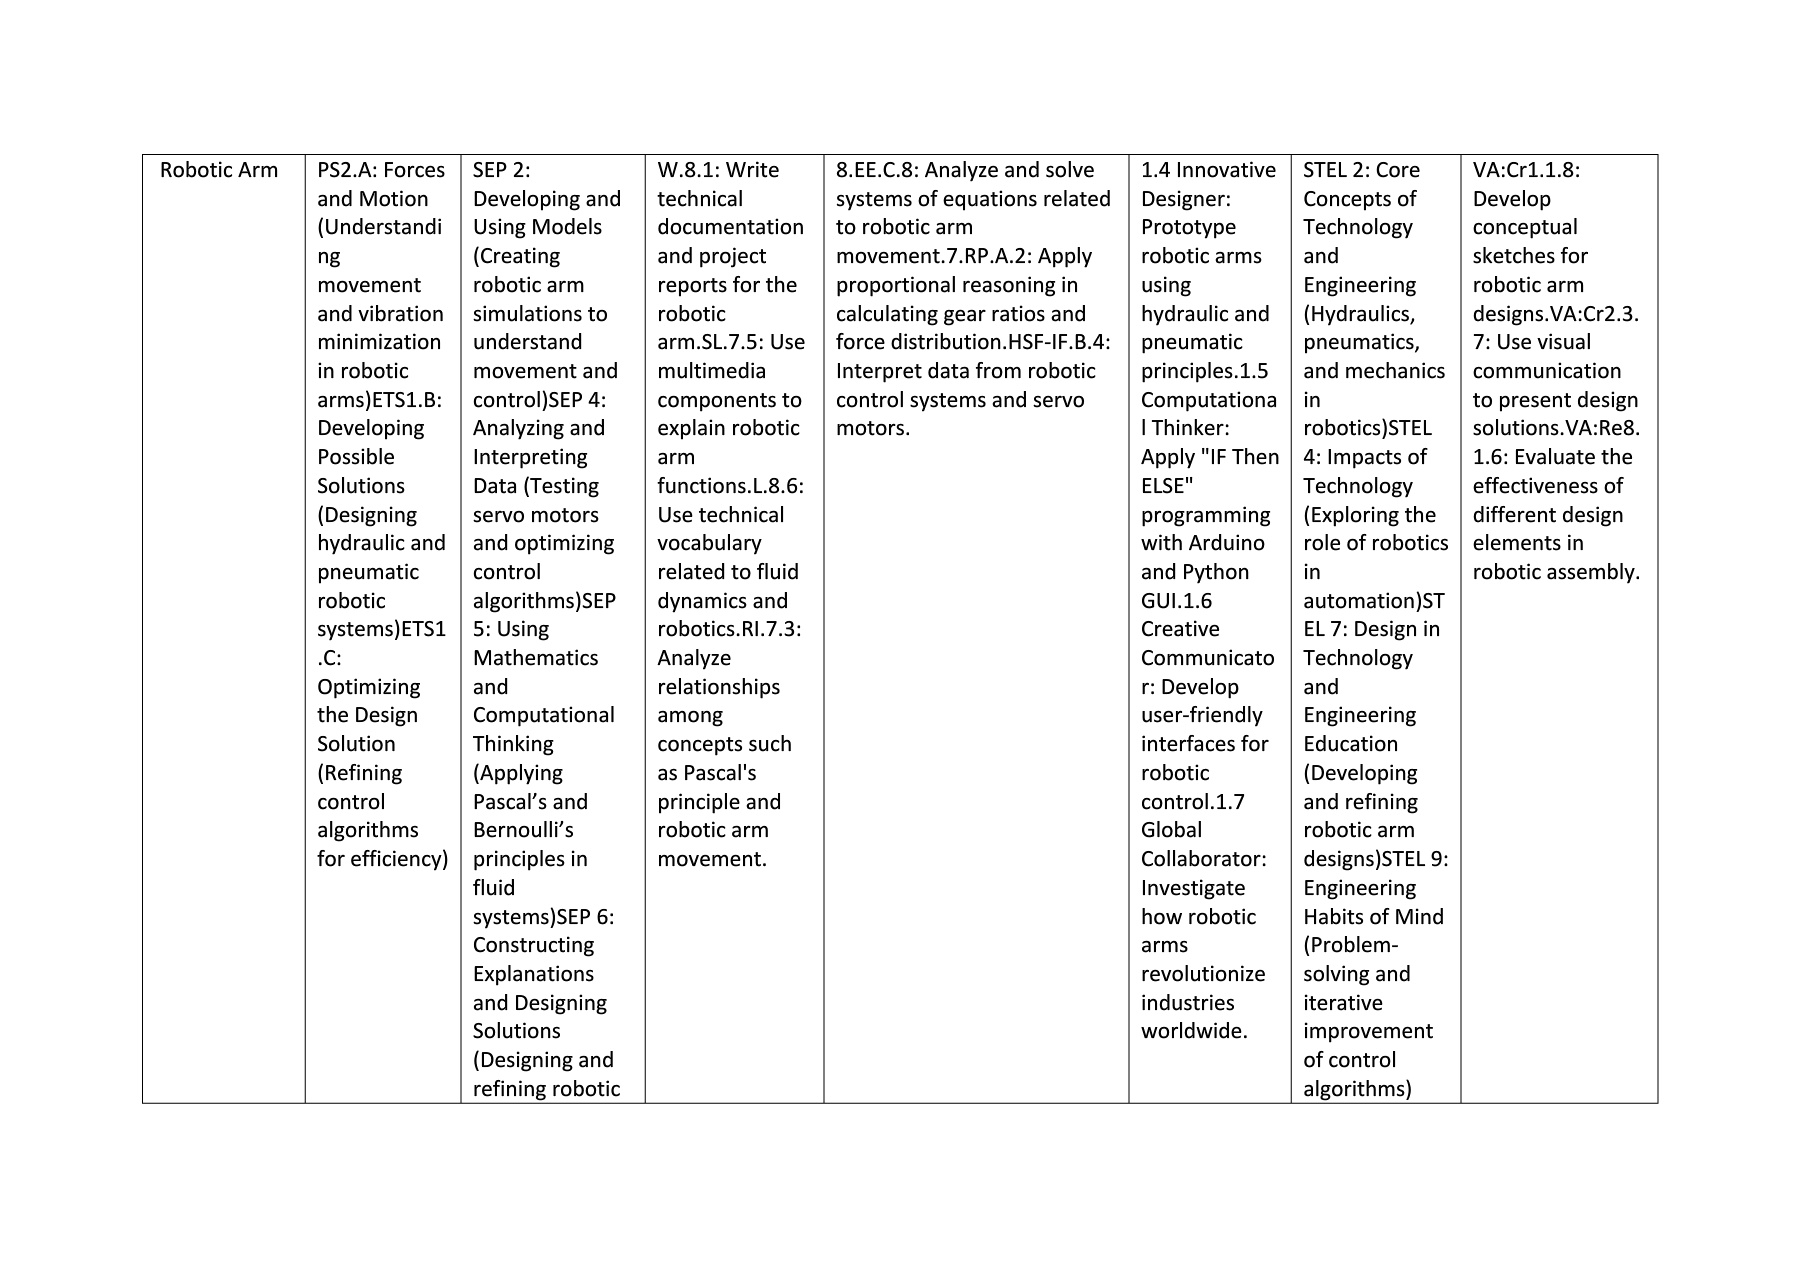 Robotic Arm
PS2.A: Forces
and Motion
(Understandi
ng
movement
and vibration
minimization
in robotic
arms)ETS1.B:
Developing
Possible
Solutions
(Designing
hydraulic and
pneumatic
robotic
systems)ETS1
.C:
Optimizing
the Design
Solution
(Refining
control
algorithms
for efficiency)
SEP 2:
Developing and
Using Models
(Creating
robotic arm
simulations to
understand
movement and
control)SEP 4:
Analyzing and
Interpreting
Data (Testing
servo motors
and optimizing
control
algorithms)SEP
5: Using
Mathematics
and
Computational
Thinking
(Applying
Pascal’s and
Bernoulli’s
principles in
fluid
systems)SEP 6:
Constructing
Explanations
and Designing
Solutions
(Designing and
refining robotic
W.8.1: Write
technical
documentation
and project
reports for the
robotic
arm.SL.7.5: Use
multimedia
components to
explain robotic
arm
functions.L.8.6:
Use technical
vocabulary
related to fluid
dynamics and
robotics.RI.7.3:
Analyze
relationships
among
concepts such
as Pascal's
principle and
robotic arm
movement.
8.EE.C.8: Analyze and solve
systems of equations related
to robotic arm
movement.7.RP.A.2: Apply
proportional reasoning in
calculating gear ratios and
force distribution.HSF-IF.B.4:
Interpret data from robotic
control systems and servo
motors.
1.4 Innovative
Designer:
Prototype
robotic arms
using
hydraulic and
pneumatic
principles.1.5
Computationa
l Thinker:
Apply "IF Then
ELSE"
programming
with Arduino
and Python
GUI.1.6
Creative
Communicato
r: Develop
user-friendly
interfaces for
robotic
control.1.7
Global
Collaborator:
Investigate
how robotic
arms
revolutionize
industries
worldwide.
STEL 2: Core
Concepts of
Technology
and
Engineering
(Hydraulics,
pneumatics,
and mechanics
in
robotics)STEL
4: Impacts of
Technology
(Exploring the
role of robotics
in
automation)ST
EL 7: Design in
Technology
and
Engineering
Education
(Developing
and refining
robotic arm
designs)STEL 9:
Engineering
Habits of Mind
(Problem-
solving and
iterative
improvement
of control
algorithms)
VA:Cr1.1.8:
Develop
conceptual
sketches for
robotic arm
designs.VA:Cr2.3.
7: Use visual
communication
to present design
solutions.VA:Re8.
1.6: Evaluate the
effectiveness of
different design
elements in
robotic assembly.